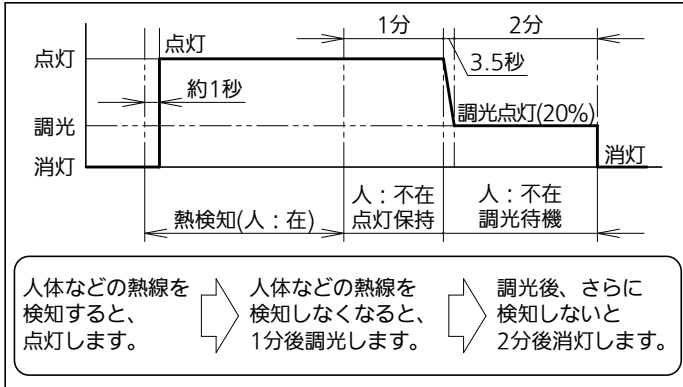 1分
2分
点灯
点灯
3.5秒
約1秒
調光
調光点灯(20%)
消灯
消灯
熱検知(人：在)
人：不在
点灯保持
人：不在
調光待機
人体などの熱線を
検知すると、
点灯します。
人体などの熱線を
検知しなくなると、
1分後調光します。
調光後、さらに
検知しないと
2分後消灯します。